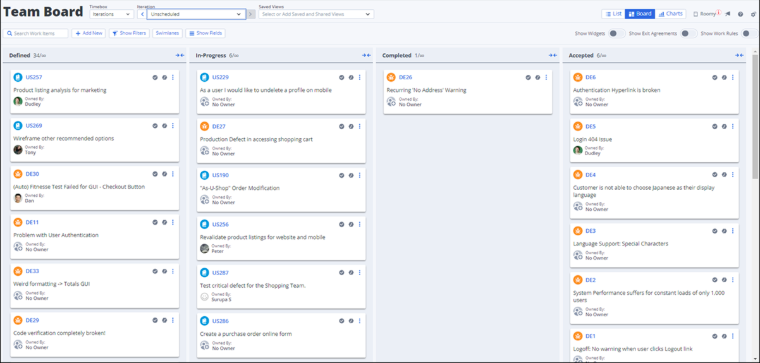 Team Board
Timebox
Iterations
Iteration
Unscheduled
Saved Views
Select or Add Saved and Shared Views
List
Board
Charts
Search Work Items
Add New
Show Filters
Swimlanes
Show Fields
Show Widgets
Show Exit Agreements
Show Work Rules
Defined 34/∞
US257
Product listing analysis for marketing
Owned By:
Dudley
US269
Wireframe other recommended options
Owned By:
Tony
DE30
(Auto) Fitnesse Test Failed for GUI - Checkout Button
Owned By:
Dan
DE11
Problem with User Authentication
Owned By:
No Owner
DE33
Weird formatting -> Totals GUI
Owned By:
No Owner
DE29
Code verification completely broken!
Owned By:
No Owner
In-Progress 6/∞
US229
As a user I would like to undelete a profile on mobile
Owned By:
No Owner
DE27
Production Defect in accessing shopping cart
Owned By:
No Owner
US190
"As-U-Shop" Order Modification
Owned By:
No Owner
US256
Revalidate product listings for website and mobile
Owned By:
Peter
US287
Test critical defect for the Shopping Team.
Owned By:
Surupa S
US286
Create a purchase order online form
Owned By:
No Owner
Completed 1/∞
DE26
Recurring 'No Address' Warning
Owned By:
No Owner
Accepted 6/∞
DE6
Authentication Hyperlink is broken
Owned By:
No Owner
DE5
Login 404 Issue
Owned By:
Dudley
DE4
Customer is not able to choose Japanese as their display
language
Owned By:
No Owner
DE3
Language Support: Special Characters
Owned By:
No Owner
DE2
System Performance suffers for constant loads of only 1,000
users
Owned By:
No Owner
DE1
Logoff: No warning when user clicks Logout link
Owned By: